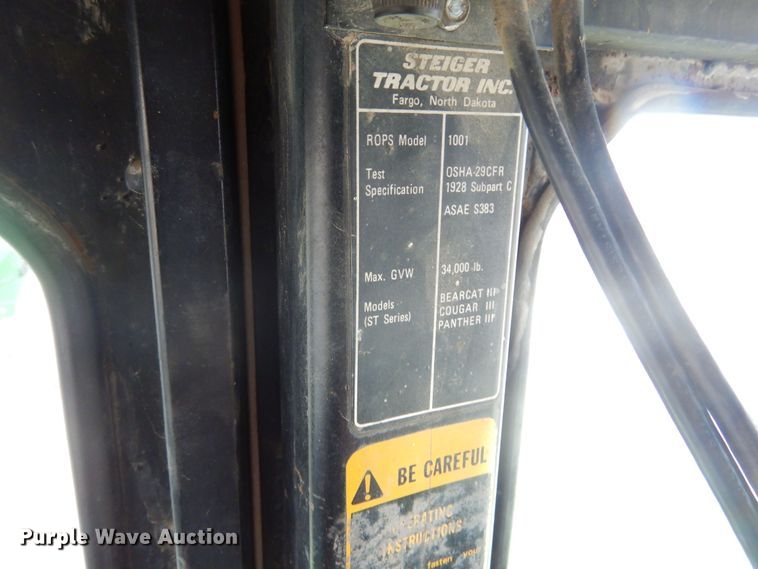 STEIGER
TRACTOR INC.
Fargo, North Dakota
ROPS Model 1001
Test OSHA-29CFR
Specification 1928 Subpart C
ASAE S383
Max. GVW 34,000 lb.
Models BEARCAT III
(ST Series) COUGAR III
PANTHER III
BE CAREFUL
OPERATING
INSTRUCTIONS
fasten your
Purple Wave Auction®